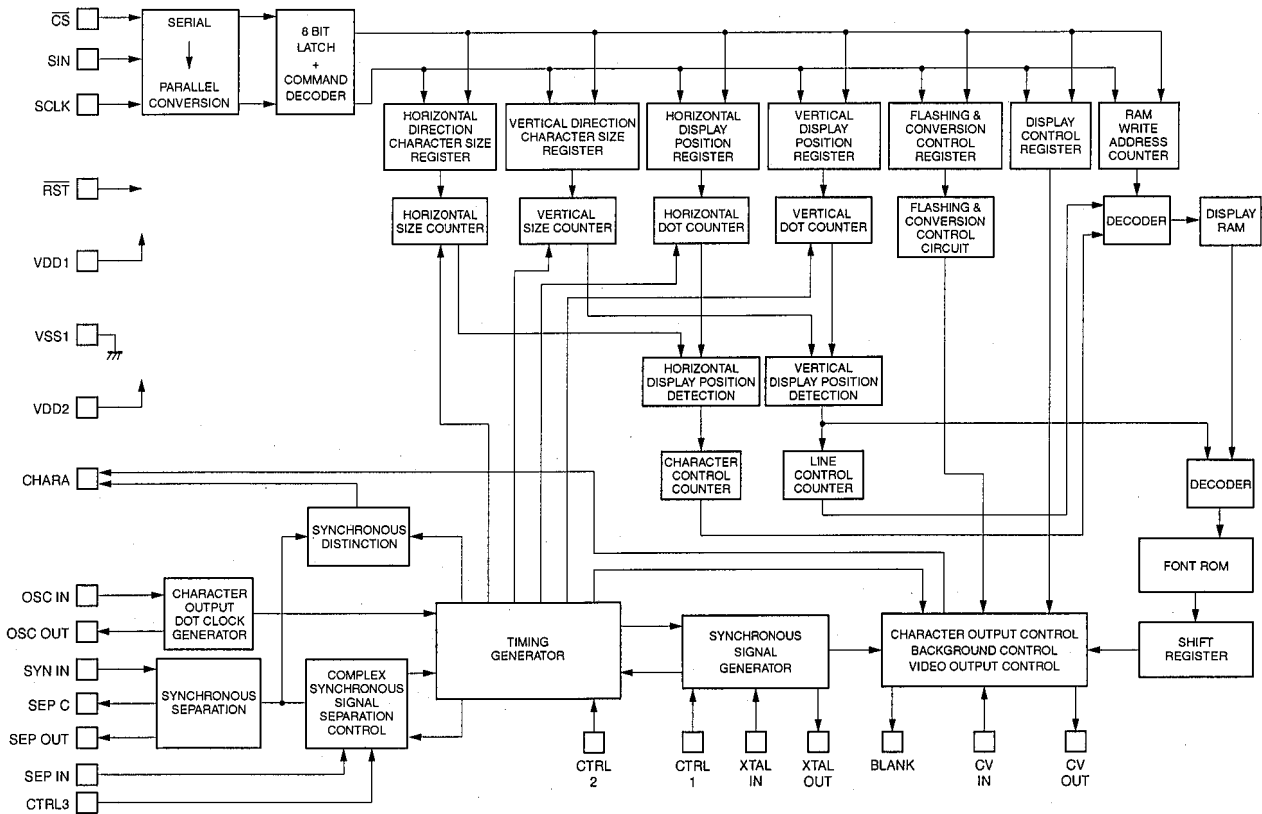 CS
SIN
SCLK
SERIAL
PARALLEL
CONVERSION
8 BIT
LATCH
+
COMMAND
DECODER
HORIZONTAL
DIRECTION
CHARACTER SIZE
REGISTER
VERTICAL DIRECTION
CHARACTER SIZE
REGISTER
HORIZONTAL
DISPLAY
POSITION
REGISTER
VERTICAL
DISPLAY
POSITION
REGISTER
FLASHING &
CONVERSION
CONTROL
REGISTER
DISPLAY
CONTROL
REGISTER
RAM
WRITE
ADDRESS
COUNTER
RST
VDD1
VSS1
VDD2
HORIZONTAL
SIZE COUNTER
VERTICAL
SIZE COUNTER
HORIZONTAL
DOT COUNTER
VERTICAL
DOT COUNTER
FLASHING &
CONVERSION
CONTROL
CIRCUIT
DECODER
DISPLAY
RAM
HORIZONTAL
DISPLAY POSITION
DETECTION
VERTICAL
DISPLAY POSITION
DETECTION
CHARA
CHARACTER
CONTROL
COUNTER
LINE
CONTROL
COUNTER
DECODER
SYNCHRONOUS
DISTINCTION
FONT ROM
OSC IN
OSC OUT
CHARACTER
OUTPUT
DOT CLOCK
GENERATOR
TIMING
GENERATOR
SYNCHRONOUS
SIGNAL
GENERATOR
CHARACTER OUTPUT CONTROL
BACKGROUND CONTROL
VIDEO OUTPUT CONTROL
SHIFT
REGISTER
SYN IN
SEP C
SEP OUT
SYNCHRONOUS
SEPARATION
COMPLEX
SYNCHRONOUS
SIGNAL
SEPARATION
CONTROL
SEP IN
CTRL3
CTRL
2
CTRL
1
XTAL
IN
XTAL
OUT
BLANK
CV
IN
CV
OUT